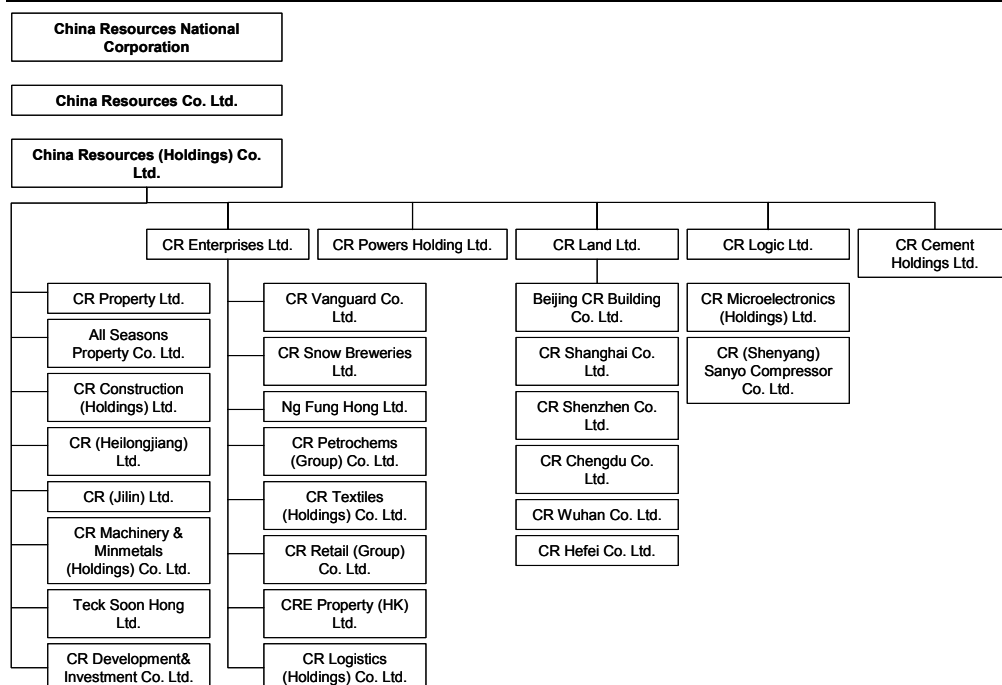 China Resources National
Corporation
China Resources Co. Ltd.
China Resources (Holdings) Co.
Ltd.
CR Enterprises Ltd.
CR Powers Holding Ltd.
CR Land Ltd.
CR Logic Ltd.
CR Cement
Holdings Ltd.
CR Property Ltd.
All Seasons
Property Co. Ltd.
CR Construction
(Holdings) Ltd.
CR (Heilongjiang)
Ltd.
CR (Jilin) Ltd.
CR Machinery &
Minmetals
(Holdings) Co. Ltd.
Teck Soon Hong
Ltd.
CR Development&
Investment Co. Ltd.
CR Vanguard Co.
Ltd.
CR Snow Breweries
Ltd.
Ng Fung Hong Ltd.
CR Petrochems
(Group) Co. Ltd.
CR Textiles
(Holdings) Co. Ltd.
CR Retail (Group)
Co. Ltd.
CRE Property (HK)
Ltd.
CR Logistics
(Holdings) Co. Ltd.
Beijing CR Building
Co. Ltd.
CR Shanghai Co.
Ltd.
CR Shenzhen Co.
Ltd.
CR Chengdu Co.
Ltd.
CR Wuhan Co. Ltd.
CR Hefei Co. Ltd.
CR Microelectronics
(Holdings) Ltd.
CR (Shenyang)
Sanyo Compressor
Co. Ltd.